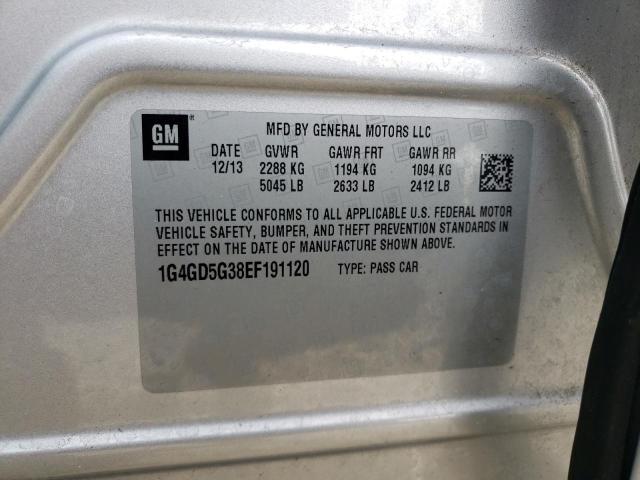 GM ® MFD BY GENERAL MOTORS LLC
DATE GVWR GAWR FRT GAWR RR
12/13 2288 KG 1194 KG 1094 KG
5045 LB 2633 LB 2412 LB
THIS VEHICLE CONFORMS TO ALL APPLICABLE U.S. FEDERAL MOTOR
VEHICLE SAFETY, BUMPER, AND THEFT PREVENTION STANDARDS IN
EFFECT ON THE DATE OF MANUFACTURE SHOWN ABOVE.
1G4GD5G38EF191120 TYPE: PASS CAR